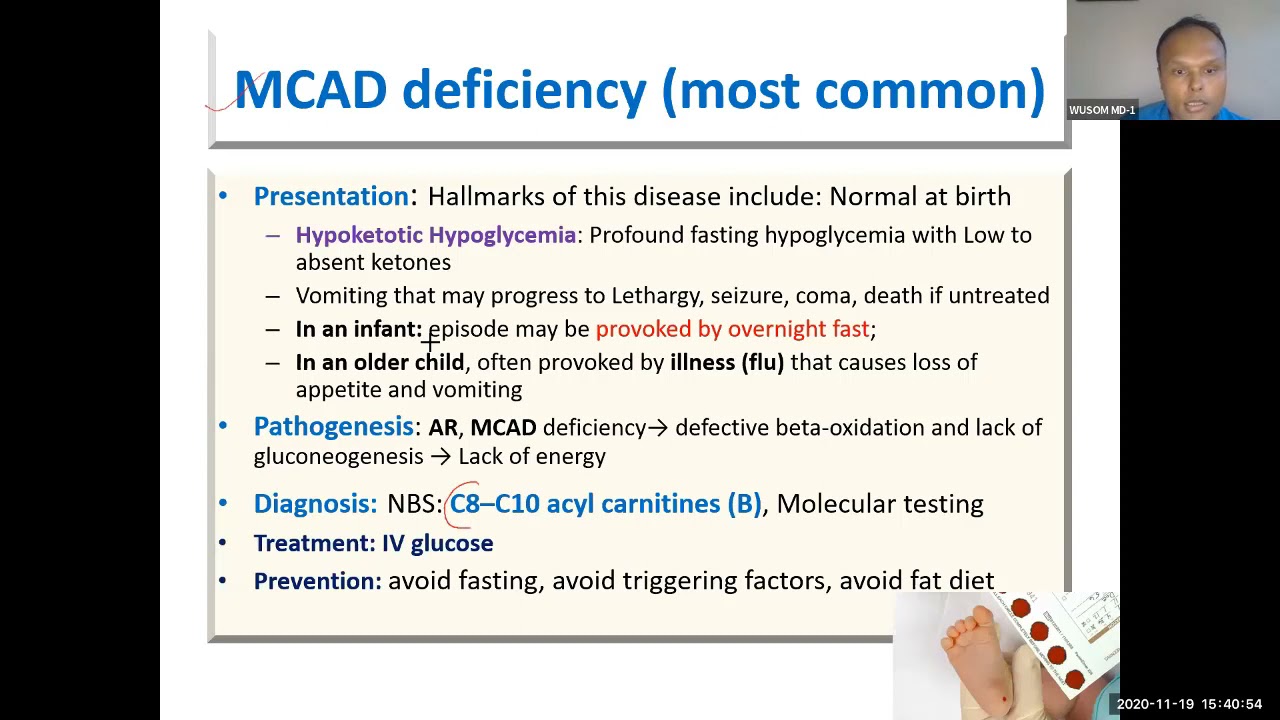 MCAD deficiency (most common)
WUSOM MD-1
• Presentation: Hallmarks of this disease include: Normal at birth
– Hypoketotic Hypoglycemia: Profound fasting hypoglycemia with Low to
absent ketones
– Vomiting that may progress to Lethargy, seizure, coma, death if untreated
– In an infant: episode may be provoked by overnight fast;
– In an older child, often provoked by illness (flu) that causes loss of
appetite and vomiting
• Pathogenesis: AR, MCAD deficiency→ defective beta-oxidation and lack of
gluconeogenesis → Lack of energy
• Diagnosis: NBS: C8–C10 acyl carnitines (B), Molecular testing
• Treatment: IV glucose
• Prevention: avoid fasting, avoid triggering factors, avoid fat diet
2020-11-19 15:40:54